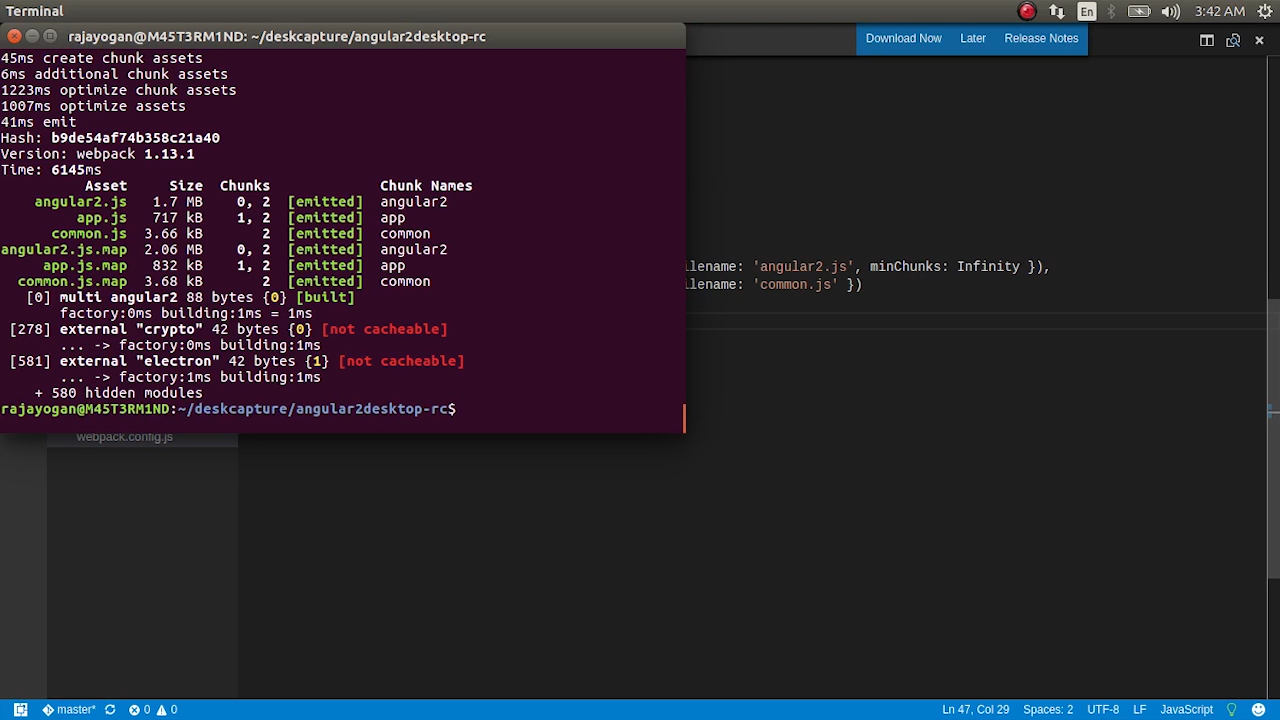 Terminal
En
3:42 AM
rajayogan@M45T3RM1ND: ~/deskcapture/angular2desktop-rc
Download Now Later Release Notes
45ms create chunk assets
6ms additional chunk assets
1223ms optimize chunk assets
1007ms optimize assets
41ms emit
Hash: b9de54af74b358c21a40
Version: webpack 1.13.1
Time: 6145ms
Asset Size Chunks Chunk Names
angular2.js 1.7 MB 0, 2 [emitted] angular2
app.js 717 kB 1, 2 [emitted] app
common.js 3.66 kB 2 [emitted] common
angular2.js.map 2.06 MB 0, 2 [emitted] angular2
app.js.map 832 kB 1, 2 [emitted] app
common.js.map 3.68 kB 2 [emitted] common
[0] multi angular2 88 bytes {0} [built]
factory:0ms building:1ms = 1ms
[278] external "crypto" 42 bytes {0} [not cacheable]
... -> factory:0ms building:1ms
[581] external "electron" 42 bytes {1} [not cacheable]
... -> factory:1ms building:1ms
+ 580 hidden modules
rajayogan@M45T3RM1ND:~/deskcapture/angular2desktop-rc$
ilename: 'angular2.js', minChunks: Infinity }),
ilename: 'common.js' })
webpack.config.js
master* 0 0
Ln 47, Col 29 Spaces: 2 UTF-8 LF JavaScript